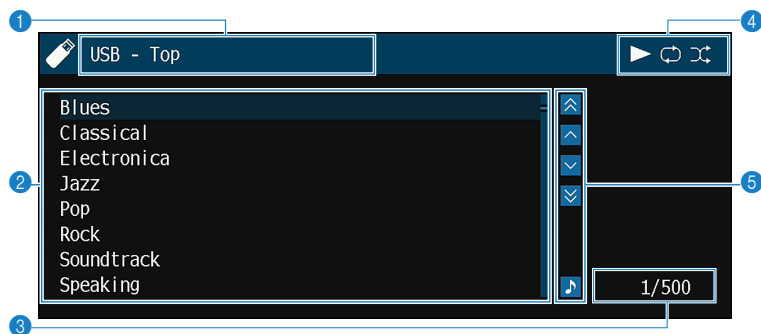 1
4
USB - Top
Blues
Classical
Electronica
Jazz
2
5
Pop
Rock
Soundtrack
Speaking
1/500
3